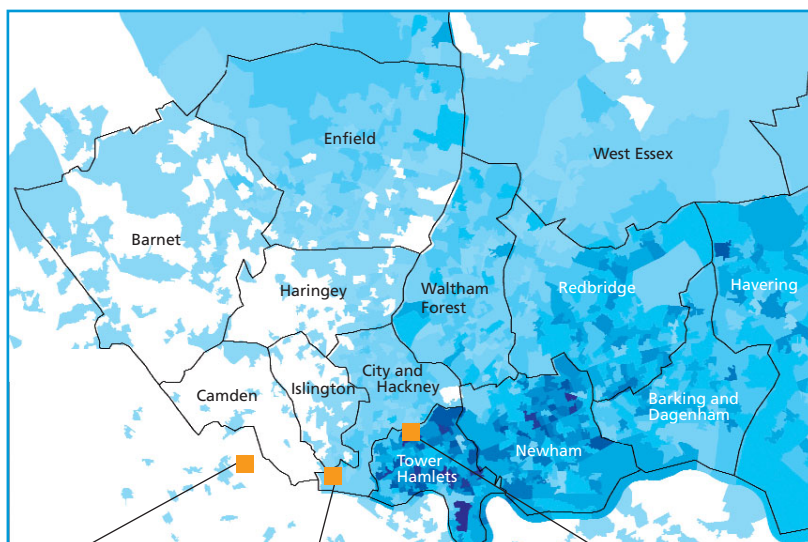 Enfield
West Essex
Barnet
Haringey
Waltham
Forest
Redbridge
Havering
City and
Hackney
Camden
Islington
Barking and
Dagenham
Newham
Tower
Hamlets